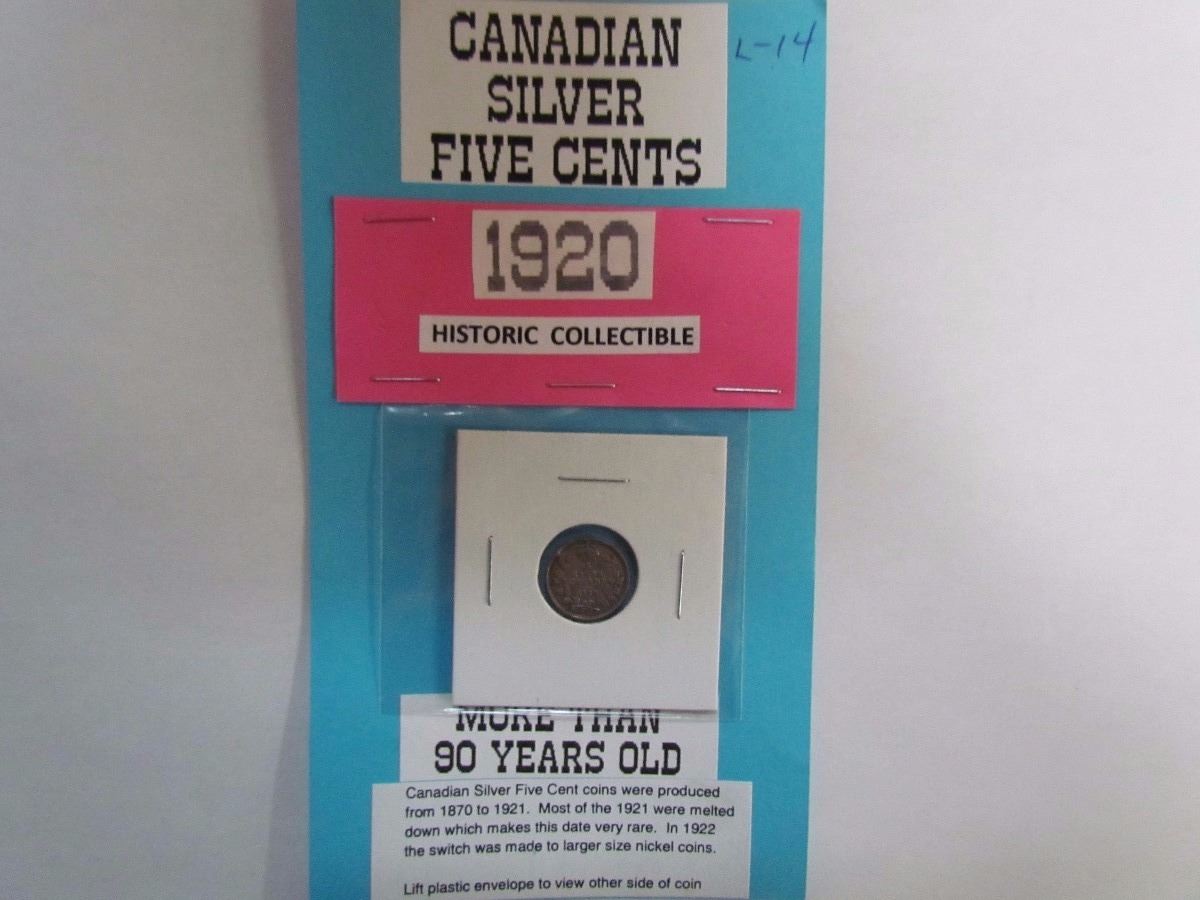 CANADIAN
L-14
SILVER
FIVE CENTS
1920
HISTORIC COLLECTIBLE
MORE THAN
90 YEARS OLD
Canadian Silver Five Cent coins were produced
from 1870 to 1921. Most of the 1921 were melted
down which makes this date very rare. In 1922
the switch was made to larger size nickel coins.
Lift plastic envelope to view other side of coin